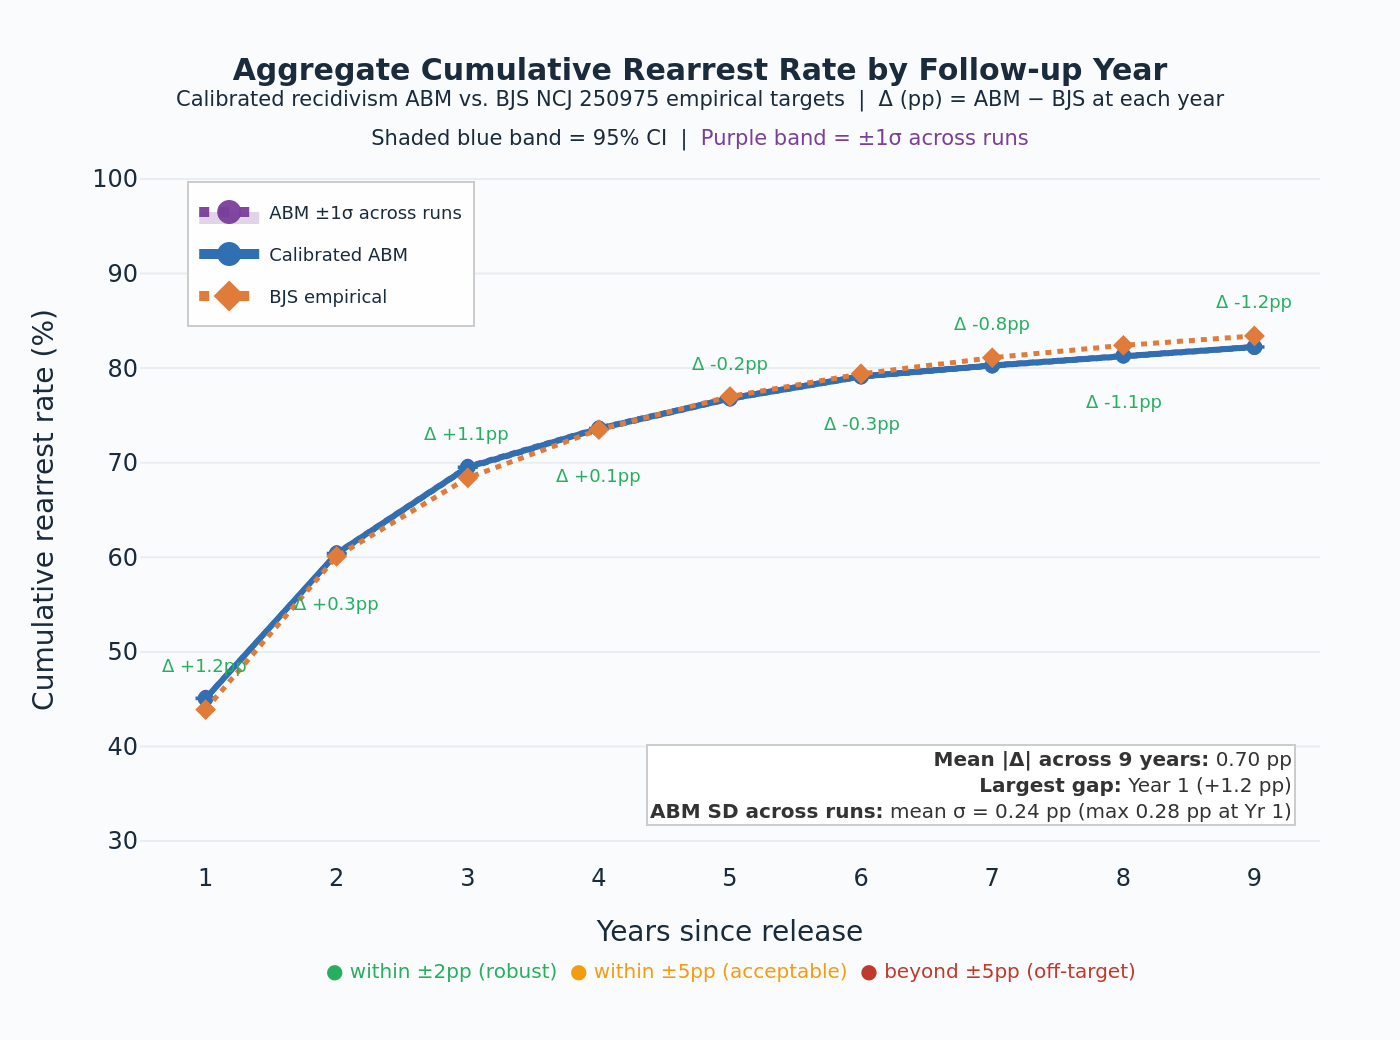 Aggregate Cumulative Rearrest Rate by Follow-up Year
Calibrated recidivism ABM vs. BJS NCJ 250975 empirical targets | Δ (pp) = ABM − BJS at each year
Shaded blue band = 95% CI | Purple band = ±1σ across runs
Cumulative rearrest rate (%)
100
90
80
70
60
50
40
30
ABM ±1σ across runs
Calibrated ABM
BJS empirical
Δ +1.2pp
Δ +0.3pp
Δ +1.1pp
Δ +0.1pp
Δ -0.2pp
Δ -0.3pp
Δ -0.8pp
Δ -1.1pp
Δ -1.2pp
Mean |Δ| across 9 years: 0.70 pp
Largest gap: Year 1 (+1.2 pp)
ABM SD across runs: mean σ = 0.24 pp (max 0.28 pp at Yr 1)
1 2 3 4 5 6 7 8 9
Years since release
● within ±2pp (robust) ● within ±5pp (acceptable) ● beyond ±5pp (off-target)